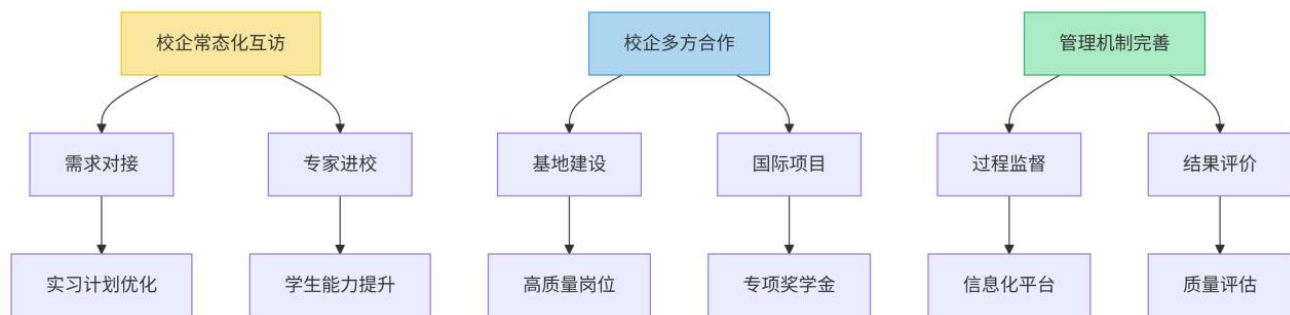 校企常态化互访
校企多方合作
管理机制完善
需求对接
专家进校
基地建设
国际项目
过程监督
结果评价
实习计划优化
学生能力提升
高质量岗位
专项奖学金
信息化平台
质量评估